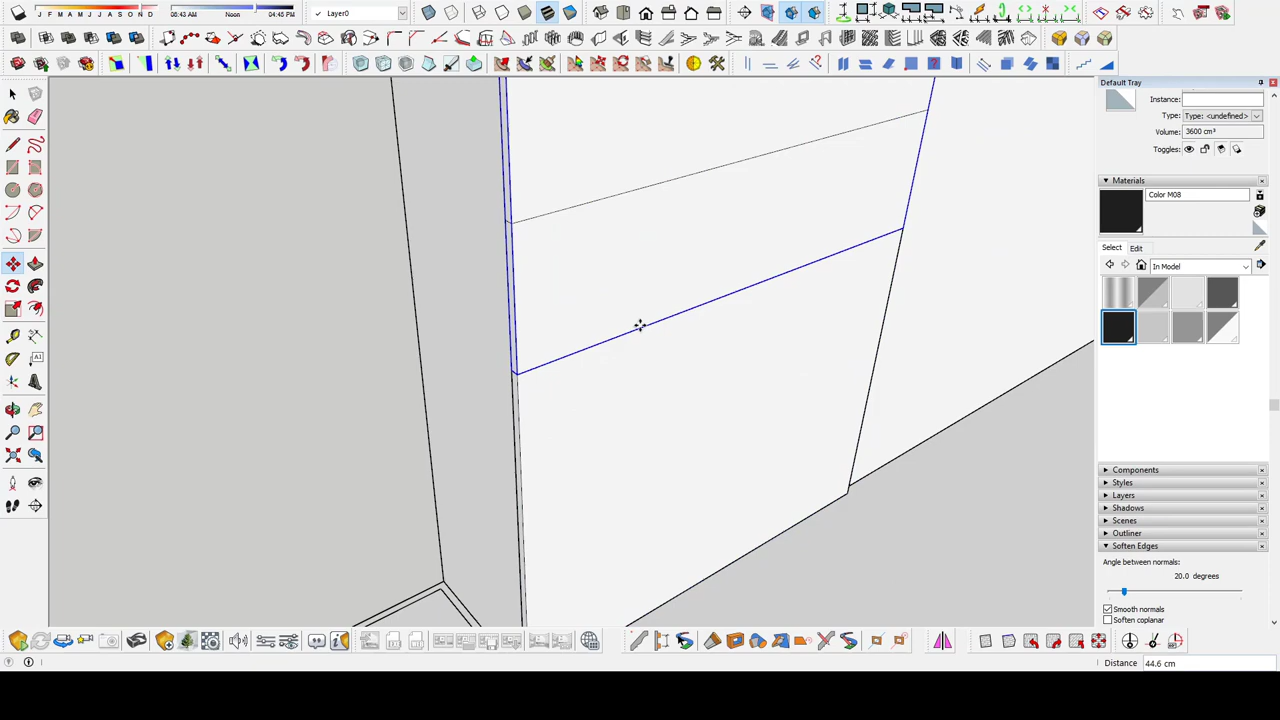 J F M A M J J A S O N D
06:43 AM Noon 04:45 PM
✓ Layer0
Default Tray
Instance:
Type: Type: <undefined>
Volume: 3600 cm³
Toggles:
Materials
Color M08
Select Edit
In Model
Components
Styles
Layers
Shadows
Scenes
Outliner
Soften Edges
Angle between normals:
20.0 degrees
Smooth normals
Soften coplanar
Distance 44.6 cm